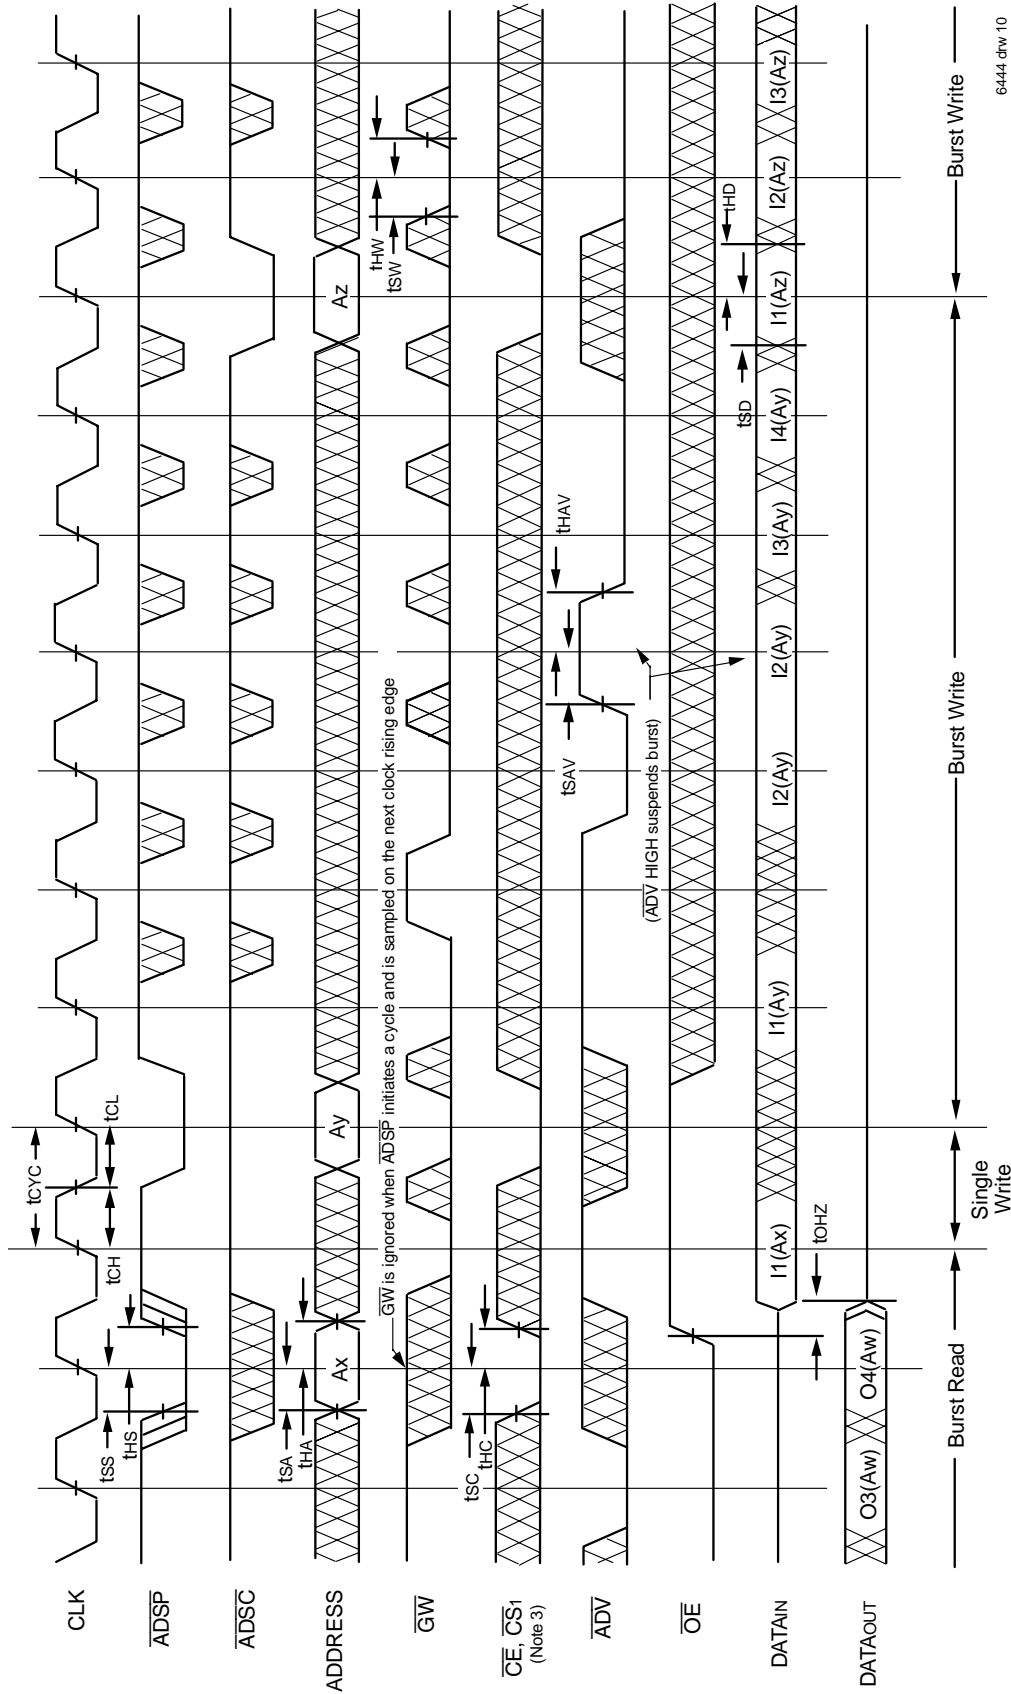 CLK
tCYC
tCH
tCL
ADSP
tSS
tHS
ADSC
ADDRESS
Ax
Ay
Az
tSA
tHA
GW
GW is ignored when ADSP initiates a cycle and is sampled on the next clock rising edge
tHW
tSW
CE, CS1
(Note 3)
tSC
tHC
ADV
tSAV
tHAV
(ADV HIGH suspends burst)
OE
DATAIN
I1(Ax)
I1(Ay)
I2(Ay)
I2(Ay)
I3(Ay)
I4(Ay)
I1(Az)
I2(Az)
I3(Az)
tSD
tHD
tOHZ
DATAOUT
O3(Aw)
O4(Aw)
Burst Read
Single
Write
Burst Write
Burst Write
6444 drw 10